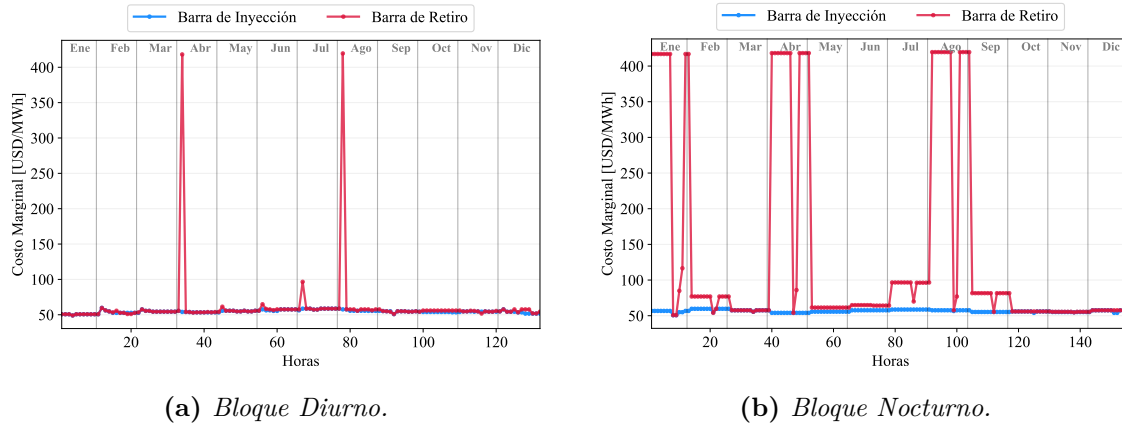 Barra de Inyección Barra de Retiro
Ene Feb Mar Abr May Jun Jul Ago Sep Oct Nov Dic
Costo Marginal [USD/MWh]
400
350
300
250
200
150
100
50
20 40 60 80 100 120
Horas
(a) Bloque Diurno.
Barra de Inyección Barra de Retiro
Ene Feb Mar Abr May Jun Jul Ago Sep Oct Nov Dic
Costo Marginal [USD/MWh]
400
350
300
250
200
150
100
50
20 40 60 80 100 120 140
Horas
(b) Bloque Nocturno.